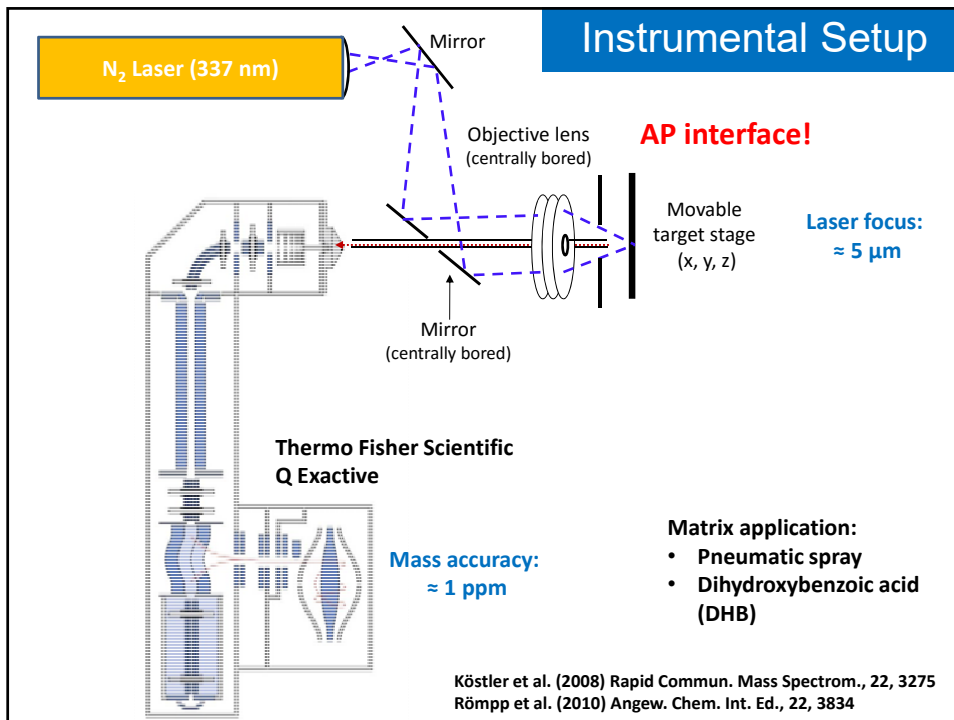 Instrumental Setup
N₂ Laser (337 nm)
Mirror
Objective lens
(centrally bored)
AP interface!
Movable
target stage
(x, y, z)
Laser focus:
≈ 5 µm
Mirror
(centrally bored)
Thermo Fisher Scientific
Q Exactive
Mass accuracy:
≈ 1 ppm
Matrix application:
• Pneumatic spray
• Dihydroxybenzoic acid
(DHB)
Köstler et al. (2008) Rapid Commun. Mass Spectrom., 22, 3275
Römpp et al. (2010) Angew. Chem. Int. Ed., 22, 3834